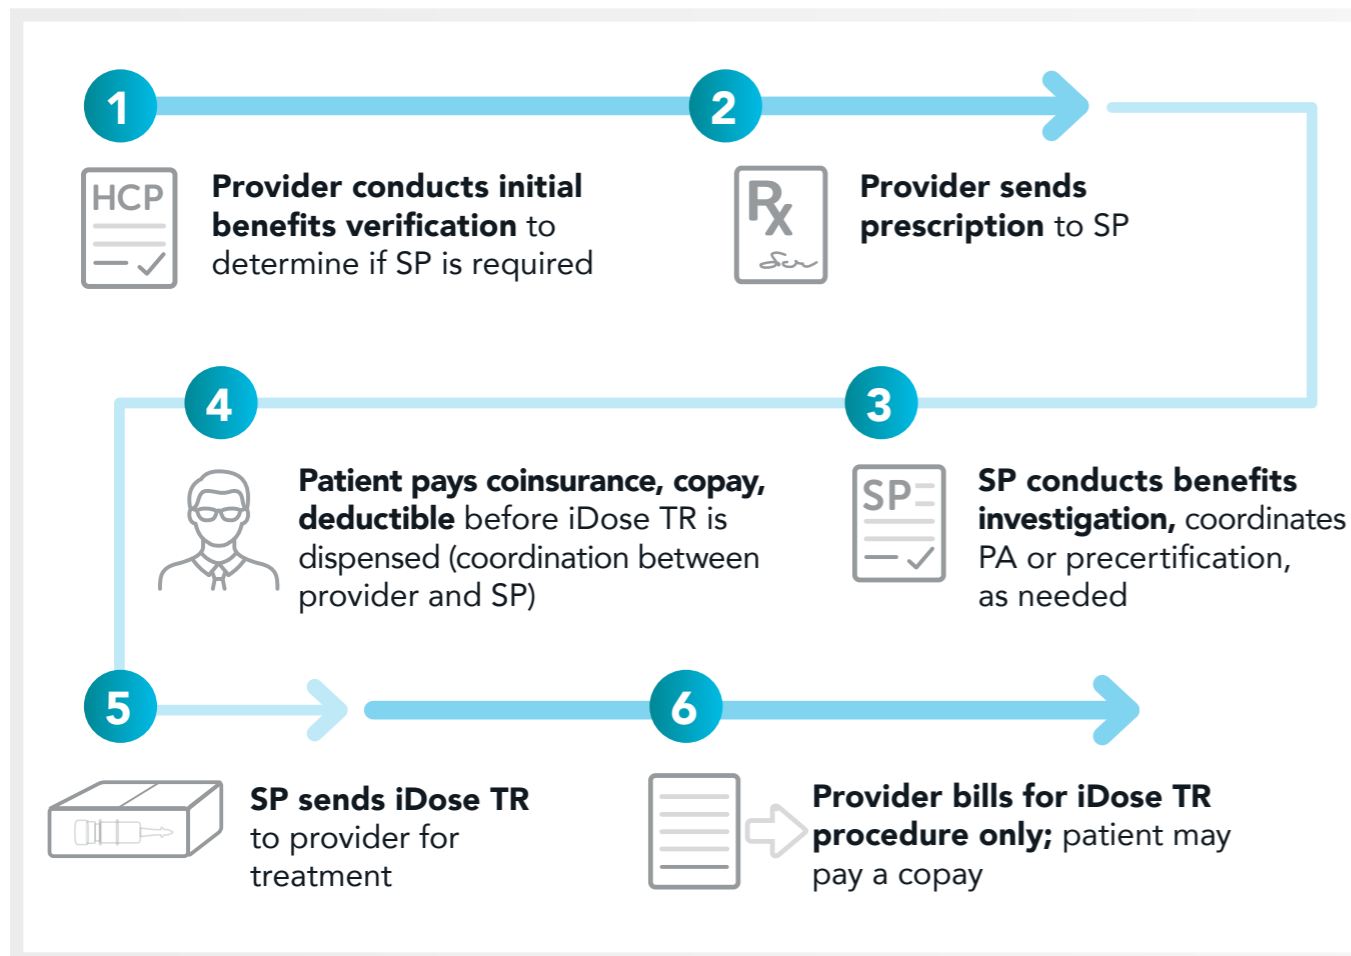 1
2
HCP
Provider conducts initial
benefits verification to
determine if SP is required
Rx
Provider sends
prescription to SP
3
SP
SP conducts benefits
investigation, coordinates
PA or precertification,
as needed
4
Patient pays coinsurance, copay,
deductible before iDose TR is
dispensed (coordination between
provider and SP)
5
SP sends iDose TR
to provider for
treatment
6
Provider bills for iDose TR
procedure only; patient may
pay a copay